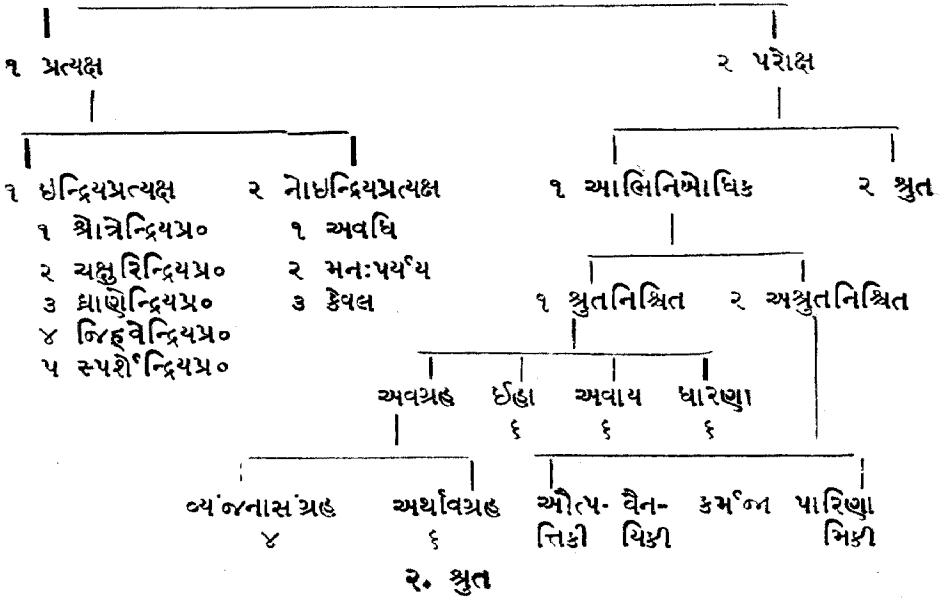 ૧ પ્રત્યક્ષ ૨ પરોક્ષ
૧ ઇન્દ્રિયપ્રત્યક્ષ ૨ નોઇન્દ્રિયપ્રત્યક્ષ ૧ આભિનિબોધિક ૨ શ્રુત
૧ શ્રોત્રેન્દ્રિયપ્ર૦ ૧ અવધિ
૨ ચક્ષુરિન્દ્રિયપ્ર૦ ૨ મનઃપર્યય
૩ ઘ્રાણેન્દ્રિયપ્ર૦ ૩ કેવલ ૧ શ્રુતનિશ્રિત ૨ અશ્રુતનિશ્રિત
૪ જિહ્વેન્દ્રિયપ્ર૦
૫ સ્પર્શેન્દ્રિયપ્ર૦
અવગ્રહ ઈહા અવાય ધારણા
૬ ૬ ૬
વ્યંજનાસંગ્રહ અર્થાવગ્રહ ઔત્પ- વૈન- કર્મજા પારિણા
૪ ૬ ત્તિકી યિકી મિકી
૨. શ્રુત